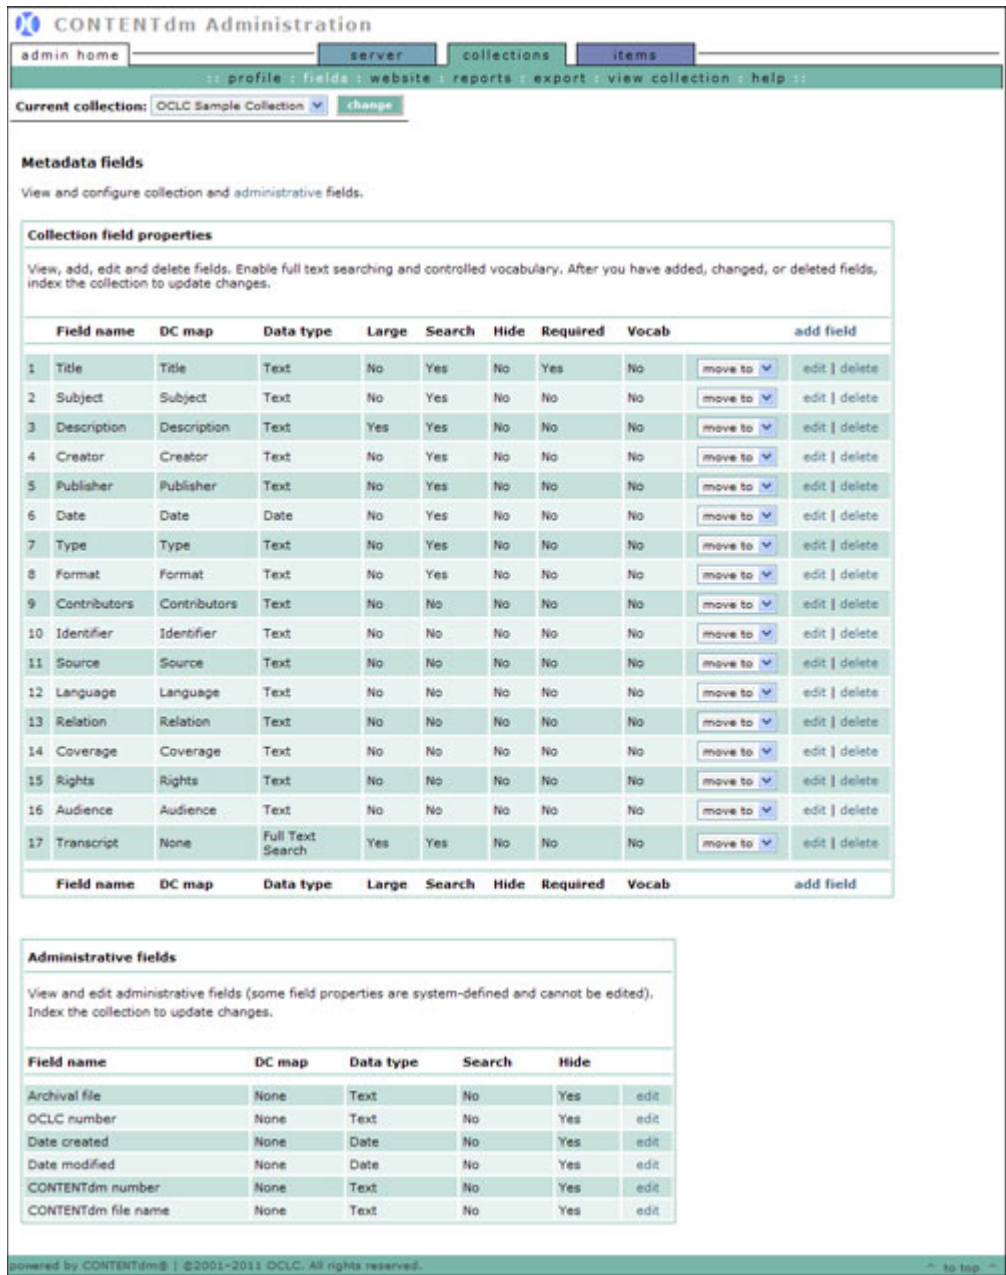 CONTENTdm Administration
admin home server collections items
:: profile : fields : website : reports : export : view collection : help ::
Current collection: OCLC Sample Collection change
Metadata fields
View and configure collection and administrative fields.
Collection field properties
View, add, edit and delete fields. Enable full text searching and controlled vocabulary. After you have added, changed, or deleted fields,
index the collection to update changes.
Field name DC map Data type Large Search Hide Required Vocab add field
1 Title Title Text No Yes No Yes No move to edit | delete
2 Subject Subject Text No Yes No No No move to edit | delete
3 Description Description Text Yes Yes No No No move to edit | delete
4 Creator Creator Text No Yes No No No move to edit | delete
5 Publisher Publisher Text No Yes No No No move to edit | delete
6 Date Date Date No Yes No No No move to edit | delete
7 Type Type Text No Yes No No No move to edit | delete
8 Format Format Text No Yes No No No move to edit | delete
9 Contributors Contributors Text No No No No No move to edit | delete
10 Identifier Identifier Text No No No No No move to edit | delete
11 Source Source Text No No No No No move to edit | delete
12 Language Language Text No No No No No move to edit | delete
13 Relation Relation Text No No No No No move to edit | delete
14 Coverage Coverage Text No No No No No move to edit | delete
15 Rights Rights Text No No No No No move to edit | delete
16 Audience Audience Text No No No No No move to edit | delete
17 Transcript None Full Text Search Yes Yes No No No move to edit | delete
Field name DC map Data type Large Search Hide Required Vocab add field
Administrative fields
View and edit administrative fields (some field properties are system-defined and cannot be edited).
Index the collection to update changes.
Field name DC map Data type Search Hide
Archival file None Text No Yes edit
OCLC number None Text No Yes edit
Date created None Date No Yes edit
Date modified None Date No Yes edit
CONTENTdm number None Text No Yes edit
CONTENTdm file name None Text No Yes edit
powered by CONTENTdm® | ©2001-2011 OCLC. All rights reserved. ^ to top ^